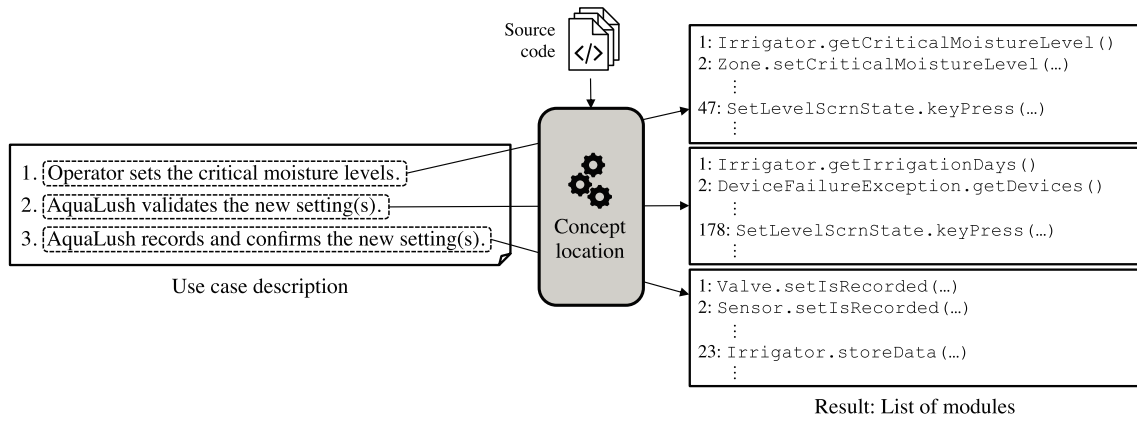 Source
code
</>
1. Operator sets the critical moisture levels.
2. AquaLush validates the new setting(s).
3. AquaLush records and confirms the new setting(s).
Use case description
Concept
location
1: Irrigator.getCriticalMoistureLevel()
2: Zone.setCriticalMoistureLevel(…)
⋮
47: SetLevelScrnState.keyPress(…)
⋮
1: Irrigator.getIrrigationDays()
2: DeviceFailureException.getDevices()
⋮
178: SetLevelScrnState.keyPress(…)
⋮
1: Valve.setIsRecorded(…)
2: Sensor.setIsRecorded(…)
⋮
23: Irrigator.storeData(…)
⋮
Result: List of modules